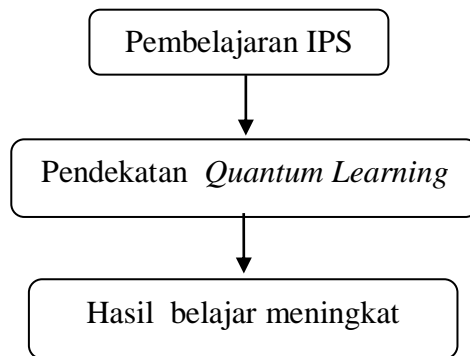 Pembelajaran IPS
Pendekatan Quantum Learning
Hasil belajar meningkat